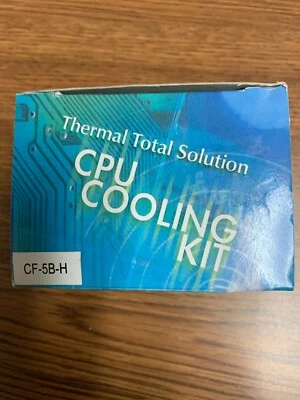 Thermal Total Solution
CPU
COOLING
KIT
CF-5B-H